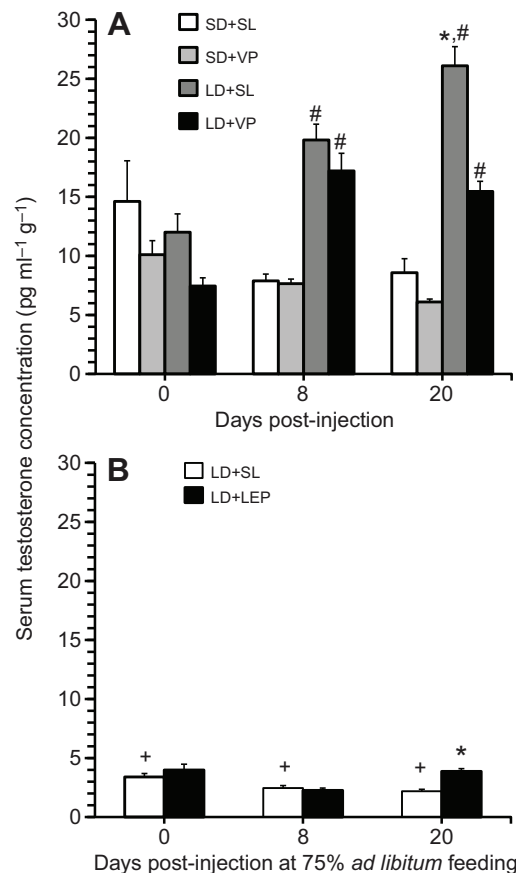 A
SD+SL
SD+VP
LD+SL
LD+VP
30
25
20
15
10
5
0
#
#
*,#
#
0
8
20
Days post-injection
Serum testosterone concentration (pg ml⁻¹ g⁻¹)
B
LD+SL
LD+LEP
30
25
20
15
10
5
0
+
+
+
*
0
8
20
Days post-injection at 75% ad libitum feeding